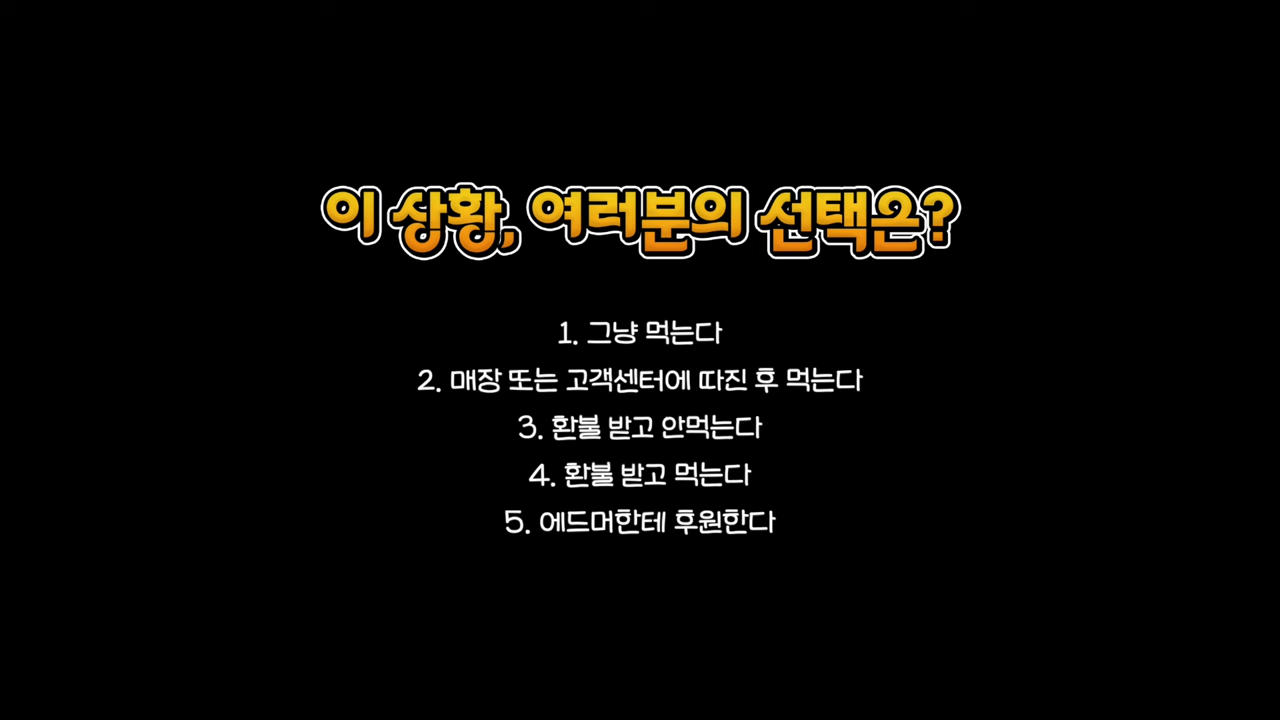 이 상황, 여러분의 선택은?
1. 그냥 먹는다
2. 매장 또는 고객센터에 따진 후 먹는다
3. 환불 받고 안먹는다
4. 환불 받고 먹는다
5. 에드머한테 후원한다